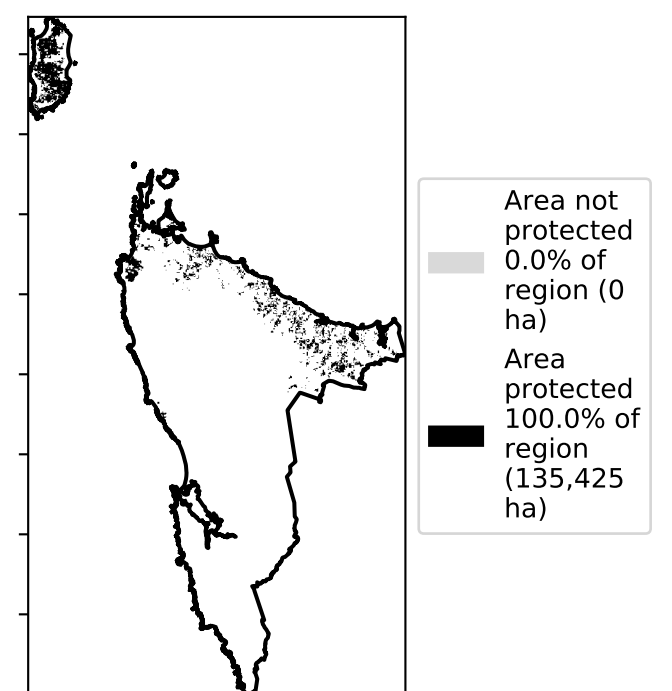 Area not
protected
0.0% of
region (0
ha)
Area
protected
100.0% of
region
(135,425
ha)